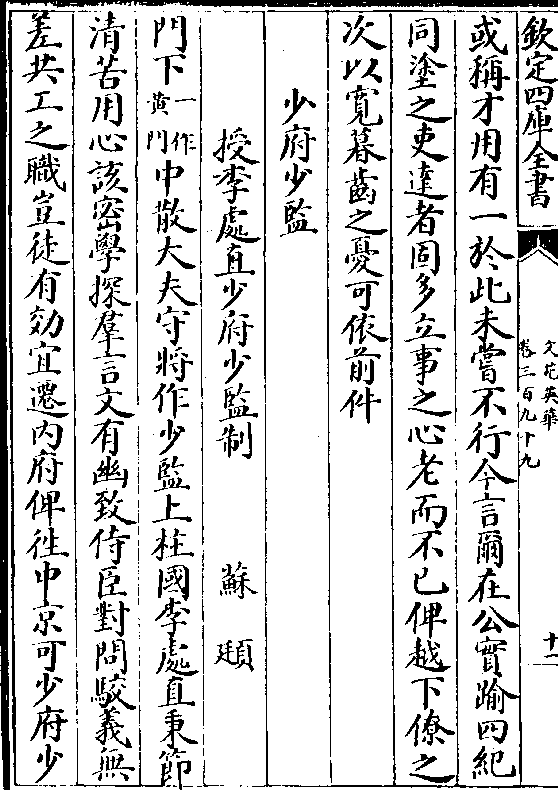 欽定四庫全書
文苑英華
卷三百九十九
十一
或稱才用有一於此未嘗不行今言爾在公實踰四紀
同塗之吏達者固多立事之心老而不已俾越下僚之
次以寛暮齒之憂可依前件
少府少監
授李處直少府少監制 蘇頲
門下一作黄門中散大夫守將作少監上柱國李處直秉節
清苦用心該密學探羣言文有幽致侍臣對問駮義無
差共工之職豈徒有効宜遷内府俾徃中京可少府少